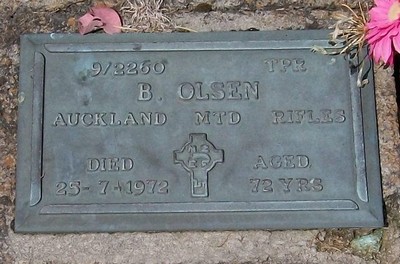 9/2260 TPR
B. OLSEN
AUCKLAND MTD RIFLES
DIED AGED
25-7-1972 72 YRS